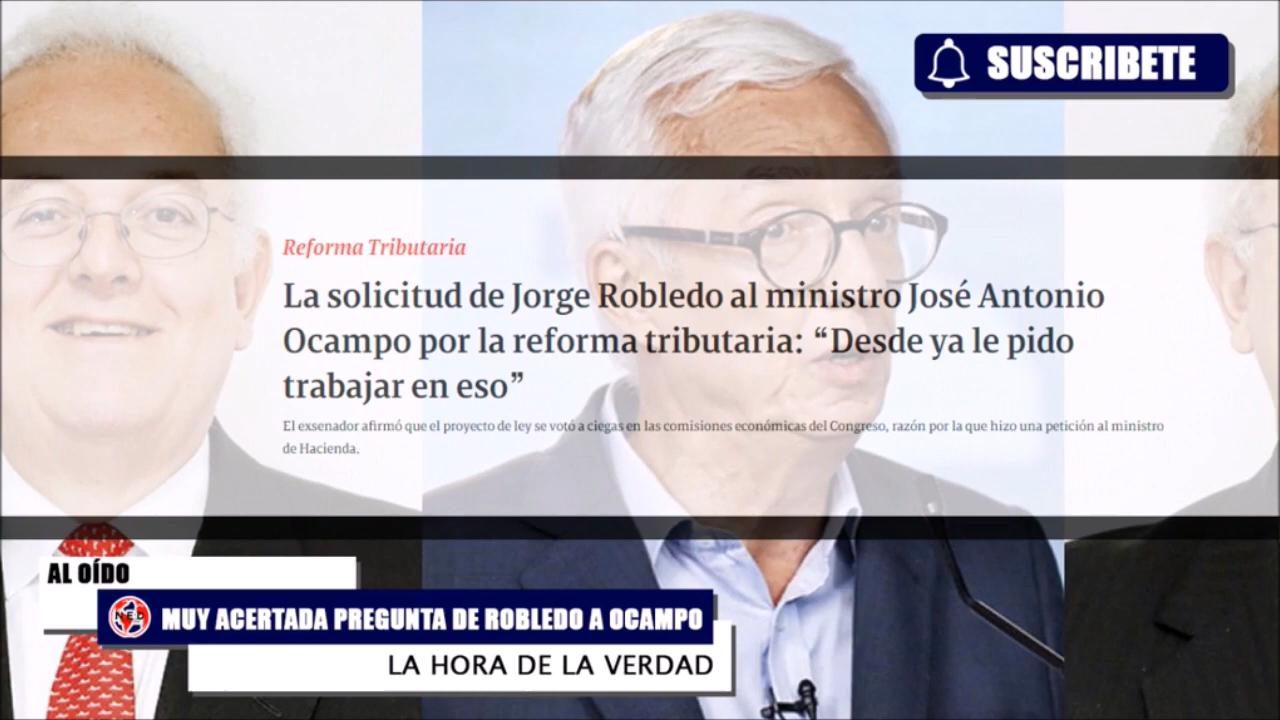 SUSCRIBETE
Reforma Tributaria
La solicitud de Jorge Robledo al ministro José Antonio
Ocampo por la reforma tributaria: “Desde ya le pido
trabajar en eso”
El exsenador afirmó que el proyecto de ley se votó a ciegas en las comisiones económicas del Congreso, razón por la que hizo una petición al ministro
de Hacienda.
AL OÍDO
MUY ACERTADA PREGUNTA DE ROBLEDO A OCAMPO
LA HORA DE LA VERDAD